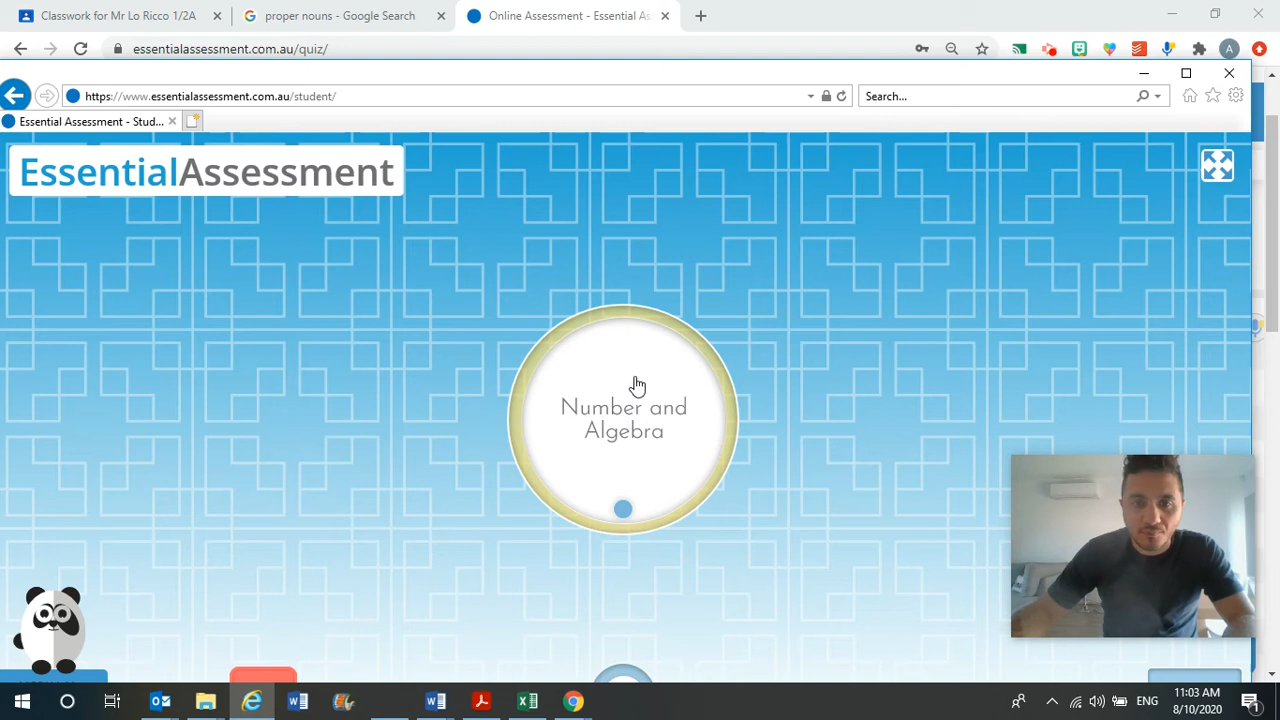 Classwork for Mr Lo Ricco 1/2A
proper nouns - Google Search
Online Assessment - Essential As
essentialassessment.com.au/quiz/
A
https://www.essentialassessment.com.au/student/
Search...
Essential Assessment - Stud...
EssentialAssessment
Number and
Algebra
ENG
11:03 AM
8/10/2020
1